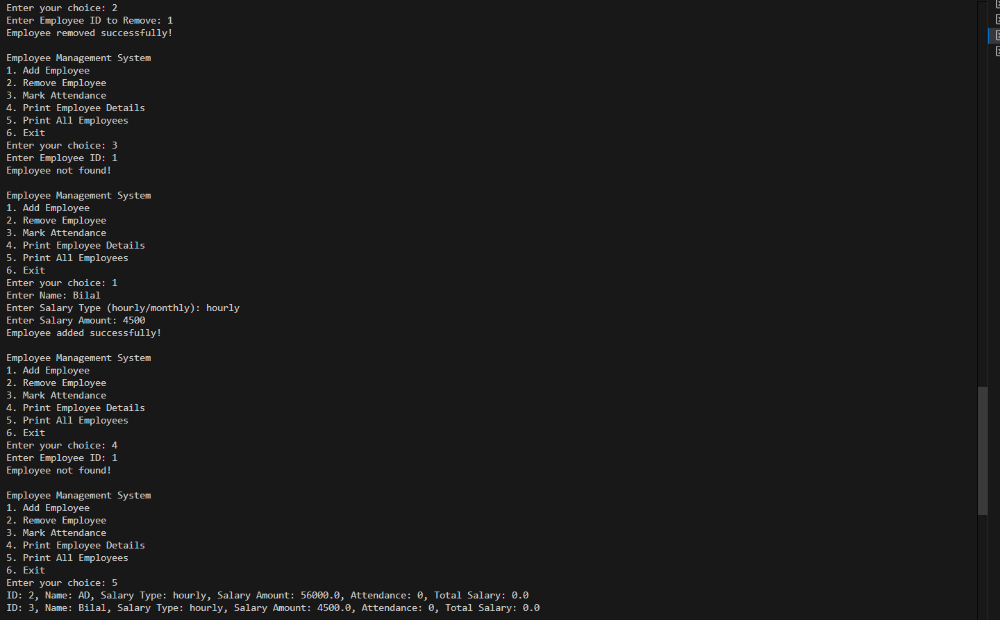 Enter your choice: 2
Enter Employee ID to Remove: 1
Employee removed successfully!
Employee Management System
1. Add Employee
2. Remove Employee
3. Mark Attendance
4. Print Employee Details
5. Print All Employees
6. Exit
Enter your choice: 3
Enter Employee ID: 1
Employee not found!
Employee Management System
1. Add Employee
2. Remove Employee
3. Mark Attendance
4. Print Employee Details
5. Print All Employees
6. Exit
Enter your choice: 1
Enter Name: Bilal
Enter Salary Type (hourly/monthly): hourly
Enter Salary Amount: 4500
Employee added successfully!
Employee Management System
1. Add Employee
2. Remove Employee
3. Mark Attendance
4. Print Employee Details
5. Print All Employees
6. Exit
Enter your choice: 4
Enter Employee ID: 1
Employee not found!
Employee Management System
1. Add Employee
2. Remove Employee
3. Mark Attendance
4. Print Employee Details
5. Print All Employees
6. Exit
Enter your choice: 5
ID: 2, Name: AD, Salary Type: hourly, Salary Amount: 56000.0, Attendance: 0, Total Salary: 0.0
ID: 3, Name: Bilal, Salary Type: hourly, Salary Amount: 4500.0, Attendance: 0, Total Salary: 0.0